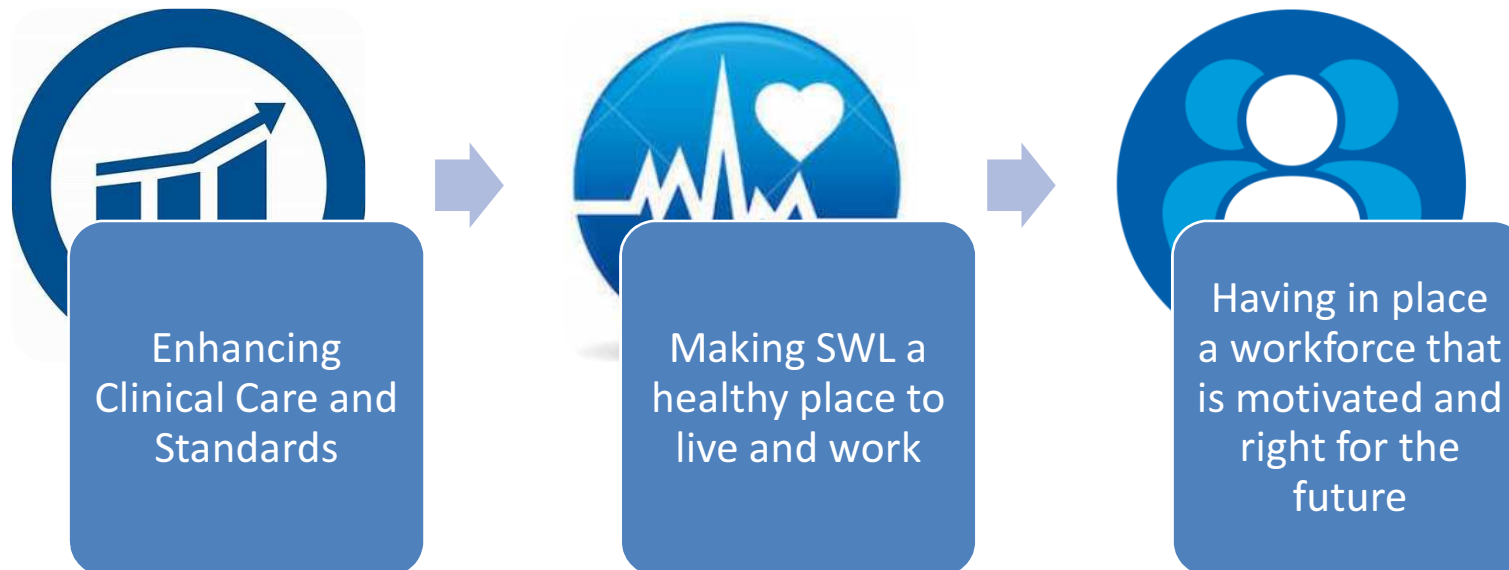 Enhancing
Clinical Care and
Standards
Making SWL a
healthy place to
live and work
Having in place
a workforce that
is motivated and
right for the
future